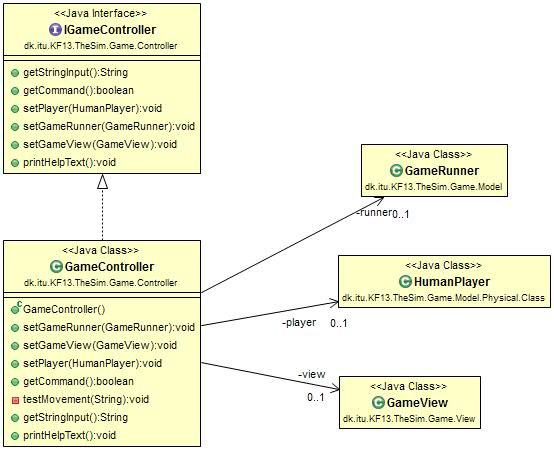 <<Java Interface>>
I IGameController
dk.itu.KF13.TheSim.Game.Controller
getStringInput():String
getCommand():boolean
setPlayer(HumanPlayer):void
setGameRunner(GameRunner):void
setGameView(GameView):void
printHelpText():void
<<Java Class>>
C GameController
dk.itu.KF13.TheSim.Game.Controller
c GameController()
setGameRunner(GameRunner):void
setGameView(GameView):void
setPlayer(HumanPlayer):void
getCommand():boolean
testMovement(String):void
getStringInput():String
printHelpText():void
<<Java Class>>
C GameRunner
dk.itu.KF13.TheSim.Game.Model
-runner
0..1
<<Java Class>>
C HumanPlayer
dk.itu.KF13.TheSim.Game.Model.Physical.Class
-player
0..1
<<Java Class>>
C GameView
dk.itu.KF13.TheSim.Game.View
-view
0..1